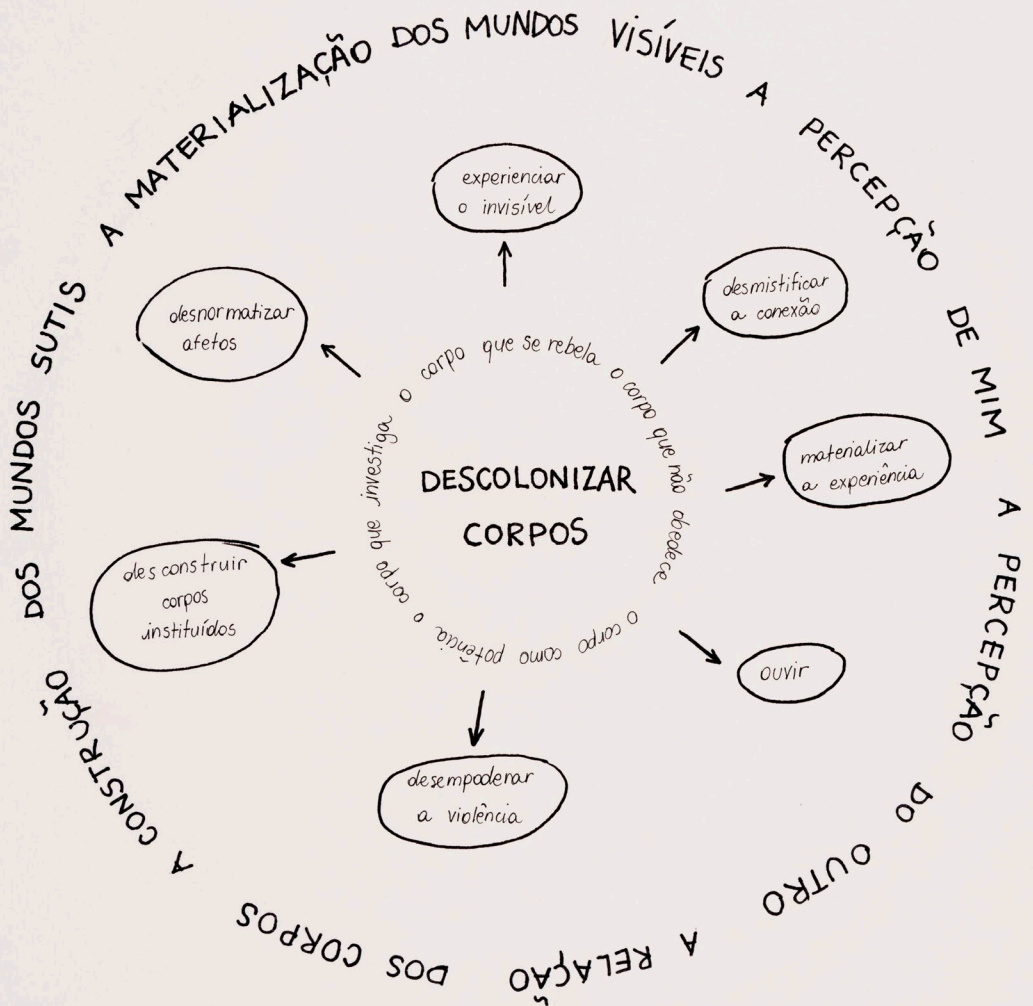 A MATERIALIZAÇÃO DOS MUNDOS VISÍVEIS A PERCEPÇÃO DE MIM A PERCEPÇÃO DO OUTRO A RELAÇÃO DOS CORPOS A CONSTRUÇÃO DOS MUNDOS SUTIS
experienciar
o invisível
desmistificar
a conexão
materializar
a experiência
ouvir
desempoderar
a violência
desconstruir
corpos
instituídos
desnormatizar
afetos
o corpo que se rebela o corpo que não obedece o corpo como potência o corpo que investiga
DESCOLONIZAR
CORPOS